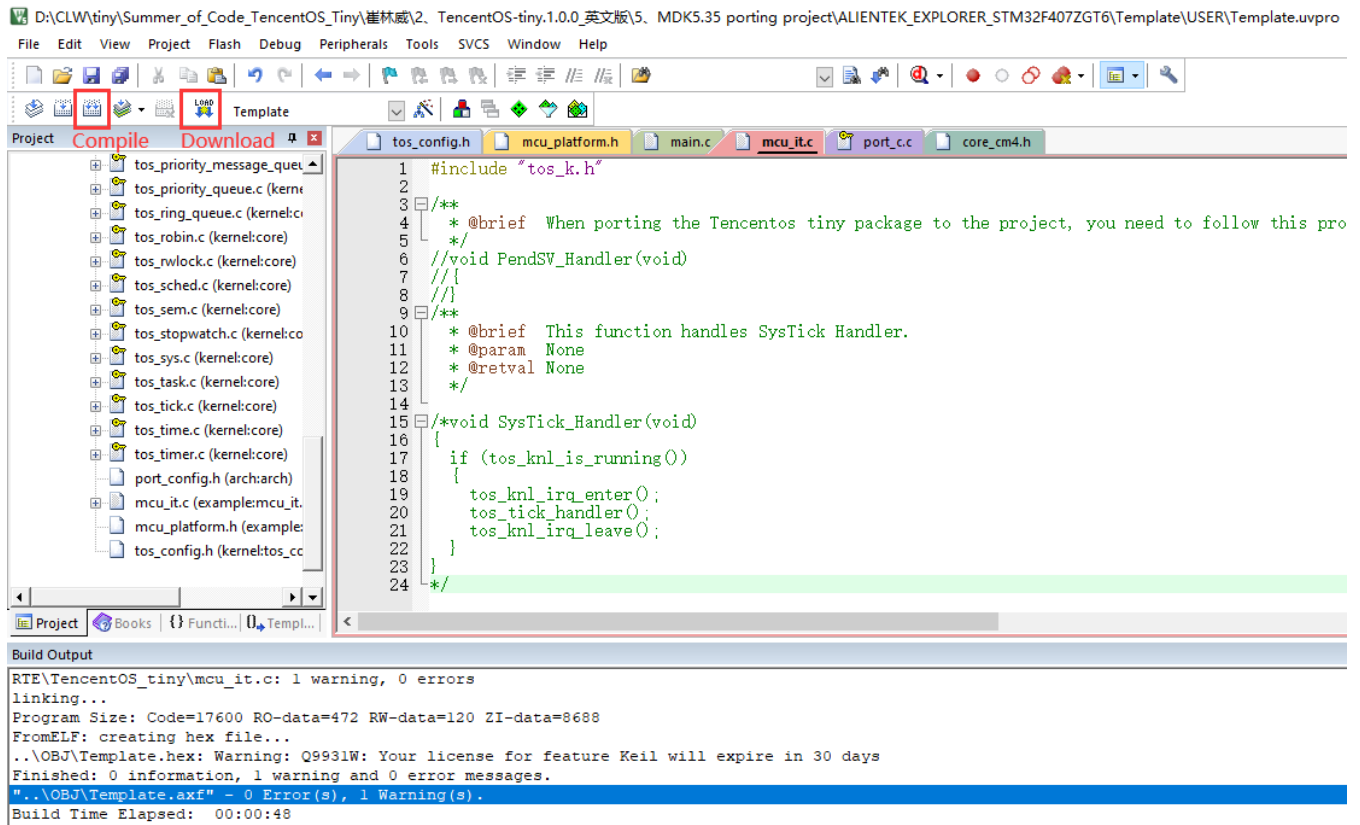 D:\CLW\tiny\Summer_of_Code_TencentOS_Tiny\崔林威\2、TencentOS-tiny.1.0.0_英文版\5、MDK5.35 porting project\ALIENTEK_EXPLORER_STM32F407ZGT6\Template\USER\Template.uvpro
File Edit View Project Flash Debug Peripherals Tools SVCS Window Help
LOAD
Template
Project
Compile
Download
tos_config.h
mcu_platform.h
main.c
mcu_it.c
port_c.c
core_cm4.h
tos_priority_message_que
tos_priority_queue.c (kerne
tos_ring_queue.c (kernel:c
tos_robin.c (kernel:core)
tos_rwlock.c (kernel:core)
tos_sched.c (kernel:core)
tos_sem.c (kernel:core)
tos_stopwatch.c (kernel:co
tos_sys.c (kernel:core)
tos_task.c (kernel:core)
tos_tick.c (kernel:core)
tos_time.c (kernel:core)
tos_timer.c (kernel:core)
port_config.h (arch:arch)
mcu_it.c (example:mcu_it.
mcu_platform.h (example:
tos_config.h (kernel:tos_cc
1 #include "tos_k.h"
2
3 /**
4 * @brief When porting the Tencentos tiny package to the project, you need to follow this pro
5 */
6 //void PendSV_Handler(void)
7 //{
8 //}
9 /**
10 * @brief This function handles SysTick Handler.
11 * @param None
12 * @retval None
13 */
14
15 /*void SysTick_Handler(void)
16 {
17 if (tos_knl_is_running())
18 {
19 tos_knl_irq_enter();
20 tos_tick_handler();
21 tos_knl_irq_leave();
22 }
23 }
24 */
Project Books {} Functi... Templ...
Build Output
RTE\TencentOS_tiny\mcu_it.c: 1 warning, 0 errors
linking...
Program Size: Code=17600 RO-data=472 RW-data=120 ZI-data=8688
FromELF: creating hex file...
..\OBJ\Template.hex: Warning: Q9931W: Your license for feature Keil will expire in 30 days
Finished: 0 information, 1 warning and 0 error messages.
"..\OBJ\Template.axf" - 0 Error(s), 1 Warning(s).
Build Time Elapsed: 00:00:48